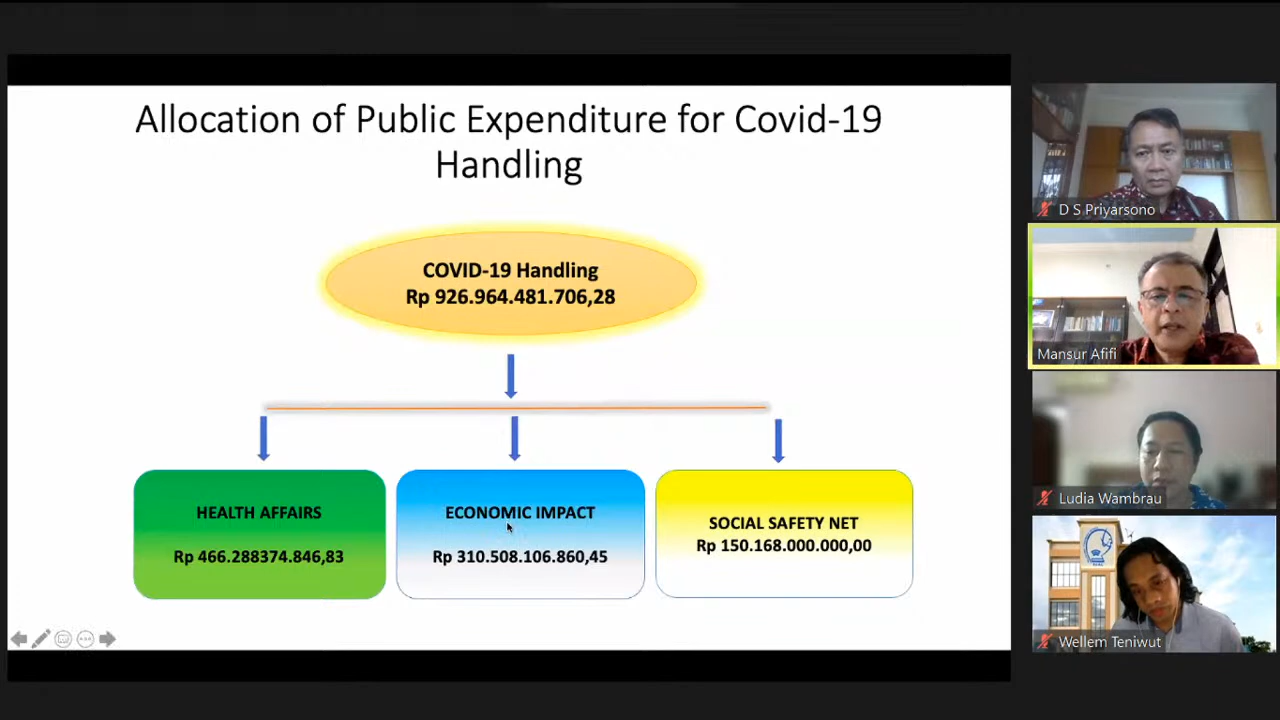 Allocation of Public Expenditure for Covid-19
Handling
COVID-19 Handling
Rp 926.964.481.706,28
HEALTH AFFAIRS
Rp 466.288374.846,83
ECONOMIC IMPACT
Rp 310.508.106.860,45
SOCIAL SAFETY NET
Rp 150.168.000.000,00
D S Priyarsono
Mansur Afifi
Ludia Wambrau
Wellem Teniwut